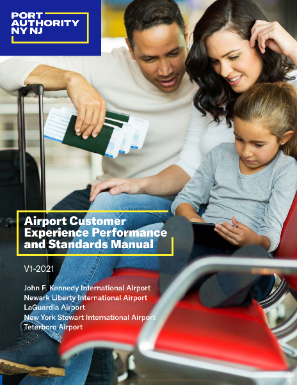 PORT
AUTHORITY
NY NJ
Airport Customer
Experience Performance
and Standards Manual
V1-2021
John F. Kennedy International Airport
Newark Liberty International Airport
LaGuardia Airport
New York Stewart International Airport
Teterboro Airport